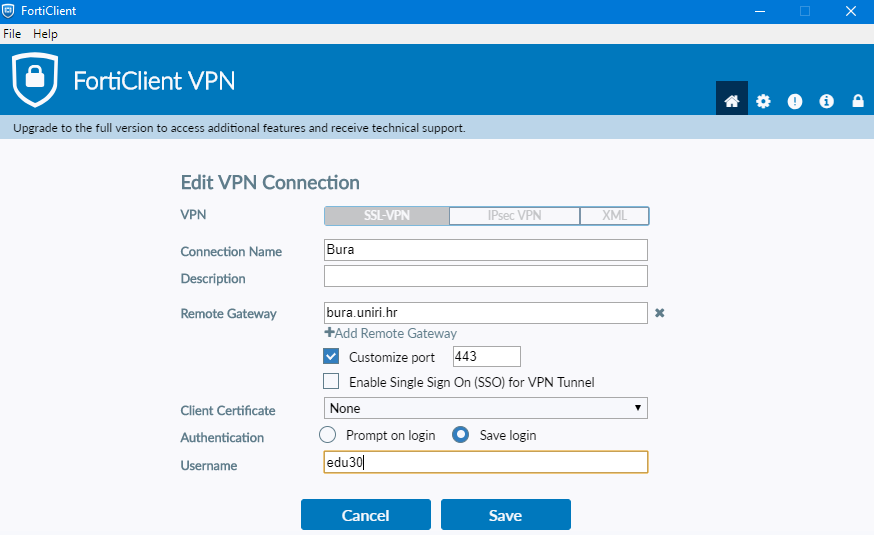 FortiClient
File Help
FortiClient VPN
Upgrade to the full version to access additional features and receive technical support.
Edit VPN Connection
VPN SSL-VPN IPsec VPN XML
Connection Name Bura
Description
Remote Gateway bura.uniri.hr
+Add Remote Gateway
Customize port 443
Enable Single Sign On (SSO) for VPN Tunnel
Client Certificate None
Authentication Prompt on login Save login
Username edu30
Cancel Save